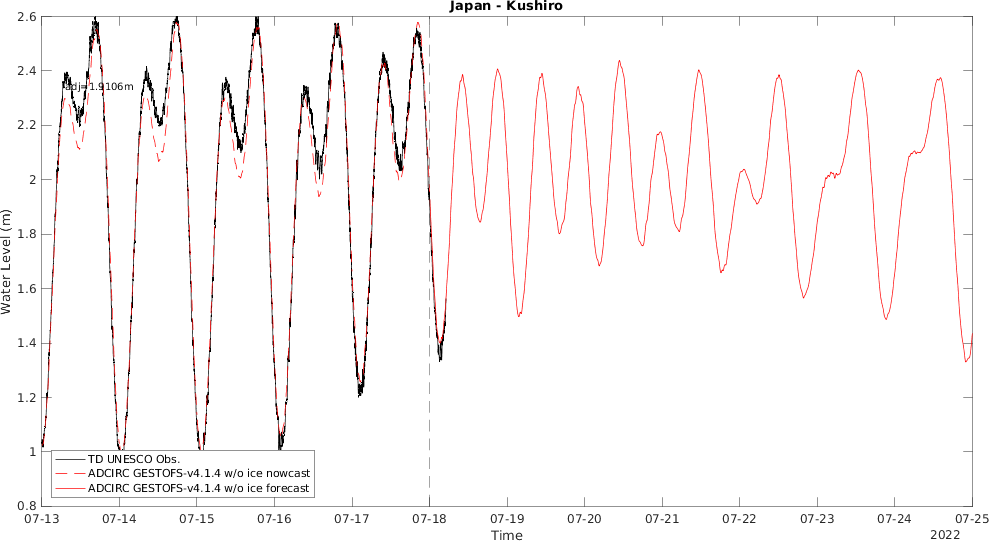 Japan - Kushiro
2.6
2.4
2.2
2
1.8
1.6
1.4
1.2
1
0.8
Water Level (m)
adj=1.9106m
TD UNESCO Obs.
ADCIRC GESTOFS-v4.1.4 w/o ice nowcast
ADCIRC GESTOFS-v4.1.4 w/o ice forecast
07-13 07-14 07-15 07-16 07-17 07-18 07-19 07-20 07-21 07-22 07-23 07-24 07-25
Time
2022